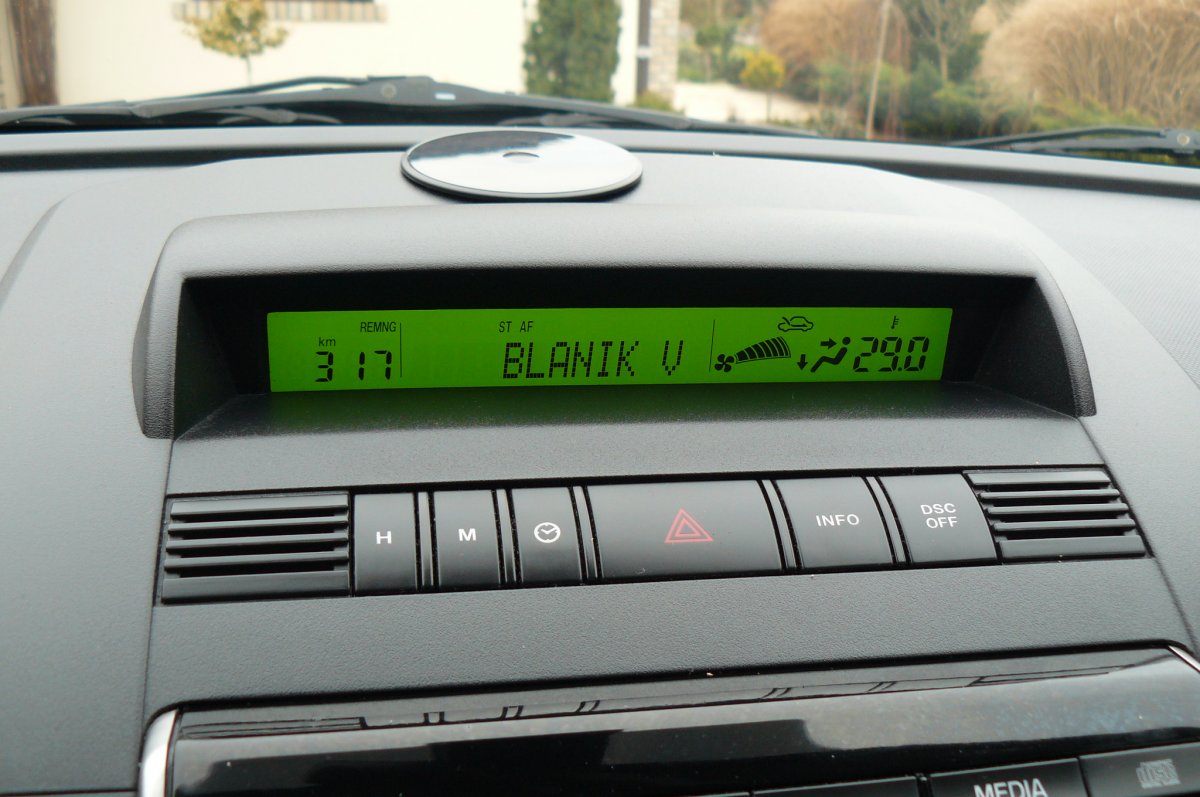 REMNG ST AF
km
317 BLANIK V 29.0
H M INFO DSC
OFF
MEDIA